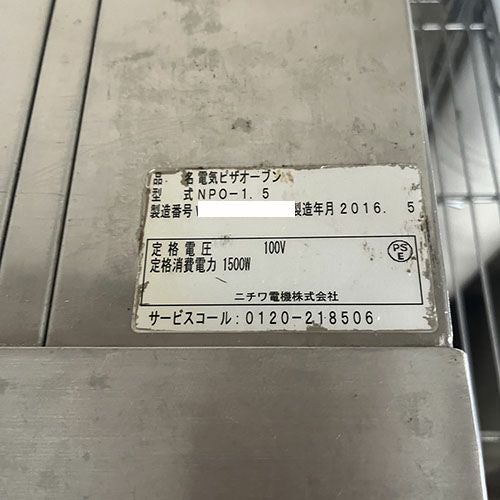 品 名 電気ピザオーブン
型 式 NPO-1.5
製造番号 製造年月 2016. 5
定格電圧 100V
定格消費電力 1500W
PS E
ニチワ電機株式会社
サービスコール:0120-218506